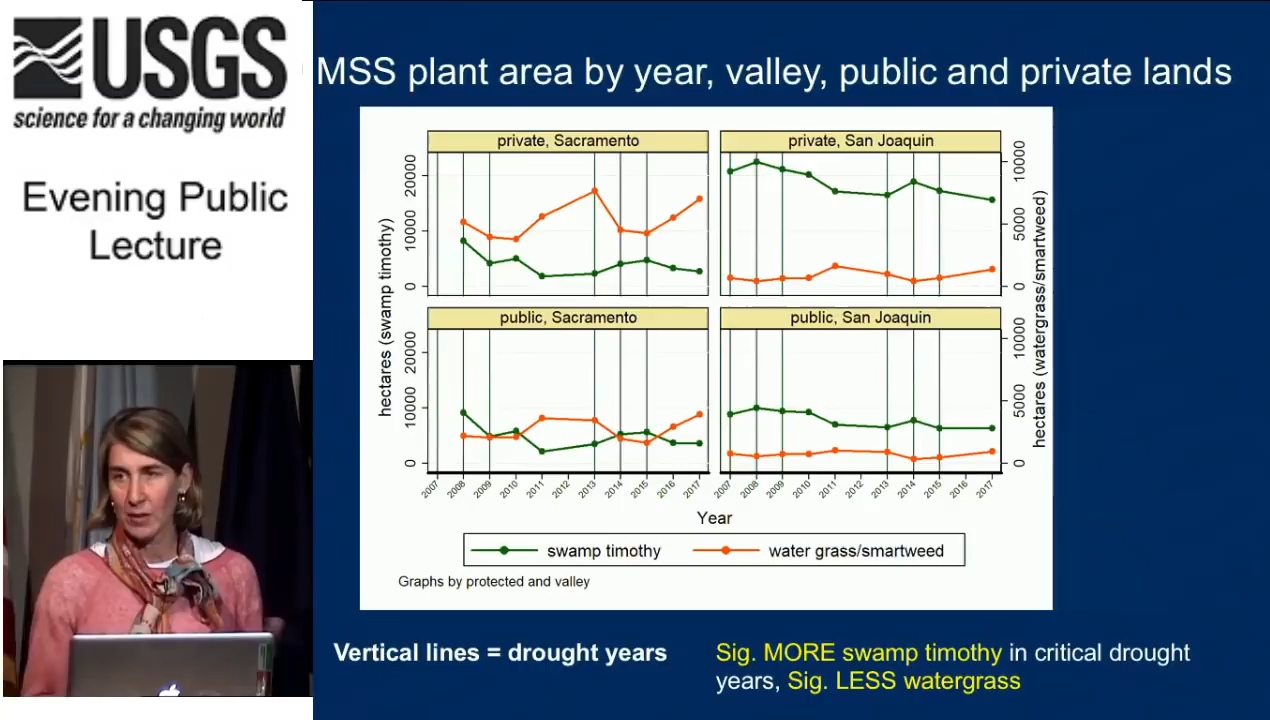 USGS
science for a changing world
Evening Public
Lecture
MSS plant area by year, valley, public and private lands
private, Sacramento
private, San Joaquin
20000
10000
0
10000
5000
0
public, Sacramento
public, San Joaquin
20000
10000
0
10000
5000
0
hectares (swamp timothy)
hectares (watergrass/smartweed)
2007 2008 2009 2010 2011 2012 2013 2014 2015 2016 2017
2007 2008 2009 2010 2011 2012 2013 2014 2015 2016 2017
Year
swamp timothy
water grass/smartweed
Graphs by protected and valley
Vertical lines = drought years
Sig. MORE swamp timothy in critical drought
years, Sig. LESS watergrass